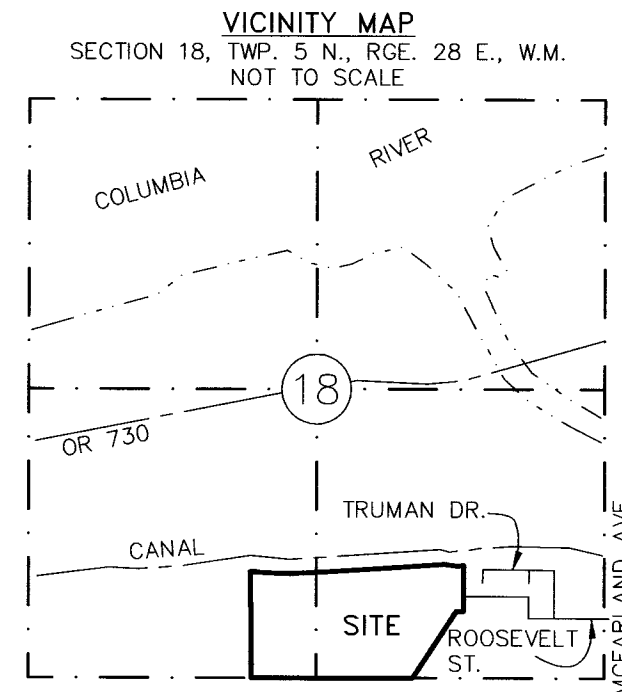 VICINITY MAP
SECTION 18, TWP. 5 N., RGE. 28 E., W.M.
NOT TO SCALE
COLUMBIA
RIVER
18
OR 730
TRUMAN DR.
CANAL
SITE
ROOSEVELT
ST.
MCFARLAND AVE